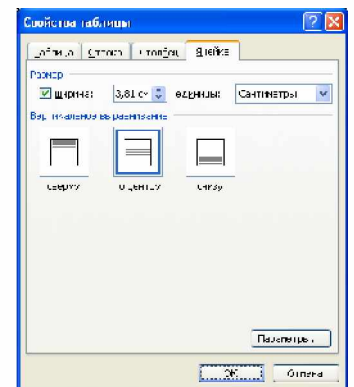 Свойства таблицы
Таблица Строка Столбец Ячейка
Размер
ширина: 3,81 см единицы: Сантиметры
Вертикальное выравнивание
сверху по центру снизу
Параметры...
ОК Отмена